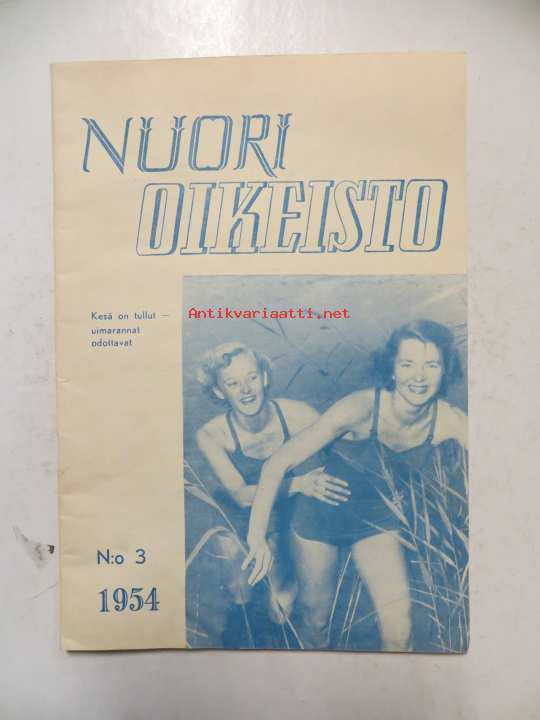 NUORI
OIKEISTO
Antikvariaatti.net
Kesä on tullut —
uimarannat
odottavat
N:o 3
1954